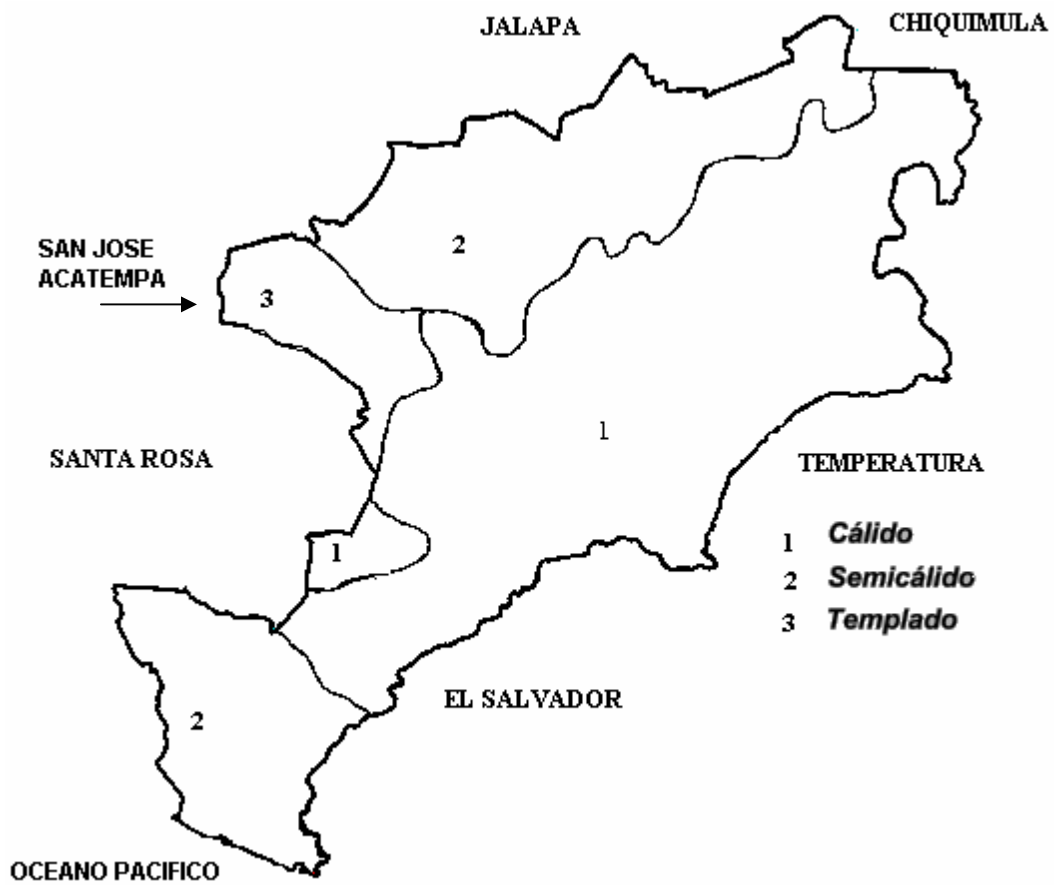 JALAPA
CHIQUIMULA
SAN JOSE
ACATEMPA
2
3
1
SANTA ROSA
TEMPERATURA
1 Cálido
1
2 Semicálido
3 Templado
EL SALVADOR
2
OCEANO PACIFICO